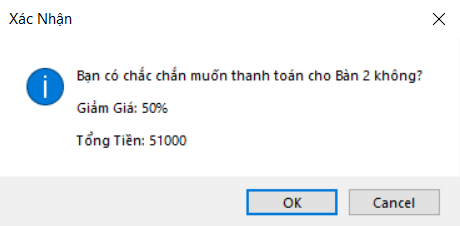 Xác Nhận
Bạn có chắc chắn muốn thanh toán cho Bàn 2 không?
Giảm Giá: 50%
Tổng Tiền: 51000
OK
Cancel